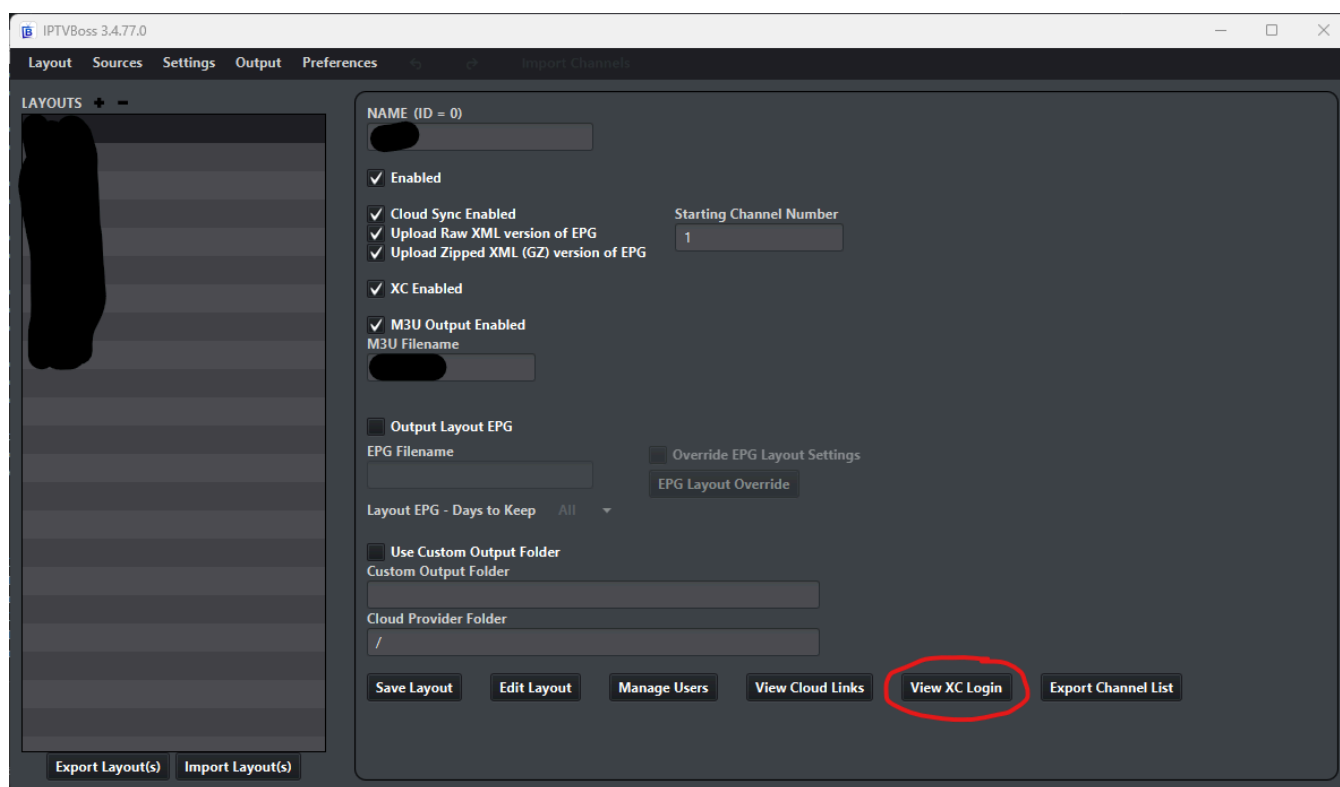 IPTVBoss 3.4.77.0
Layout Sources Settings Output Preferences Import Channels
LAYOUTS + −
NAME (ID = 0)
Enabled
Cloud Sync Enabled Starting Channel Number
Upload Raw XML version of EPG
1
Upload Zipped XML (GZ) version of EPG
XC Enabled
M3U Output Enabled
M3U Filename
Output Layout EPG
EPG Filename Override EPG Layout Settings
EPG Layout Override
Layout EPG - Days to Keep All
Use Custom Output Folder
Custom Output Folder
Cloud Provider Folder
/
Save Layout Edit Layout Manage Users View Cloud Links View XC Login Export Channel List
Export Layout(s) Import Layout(s)